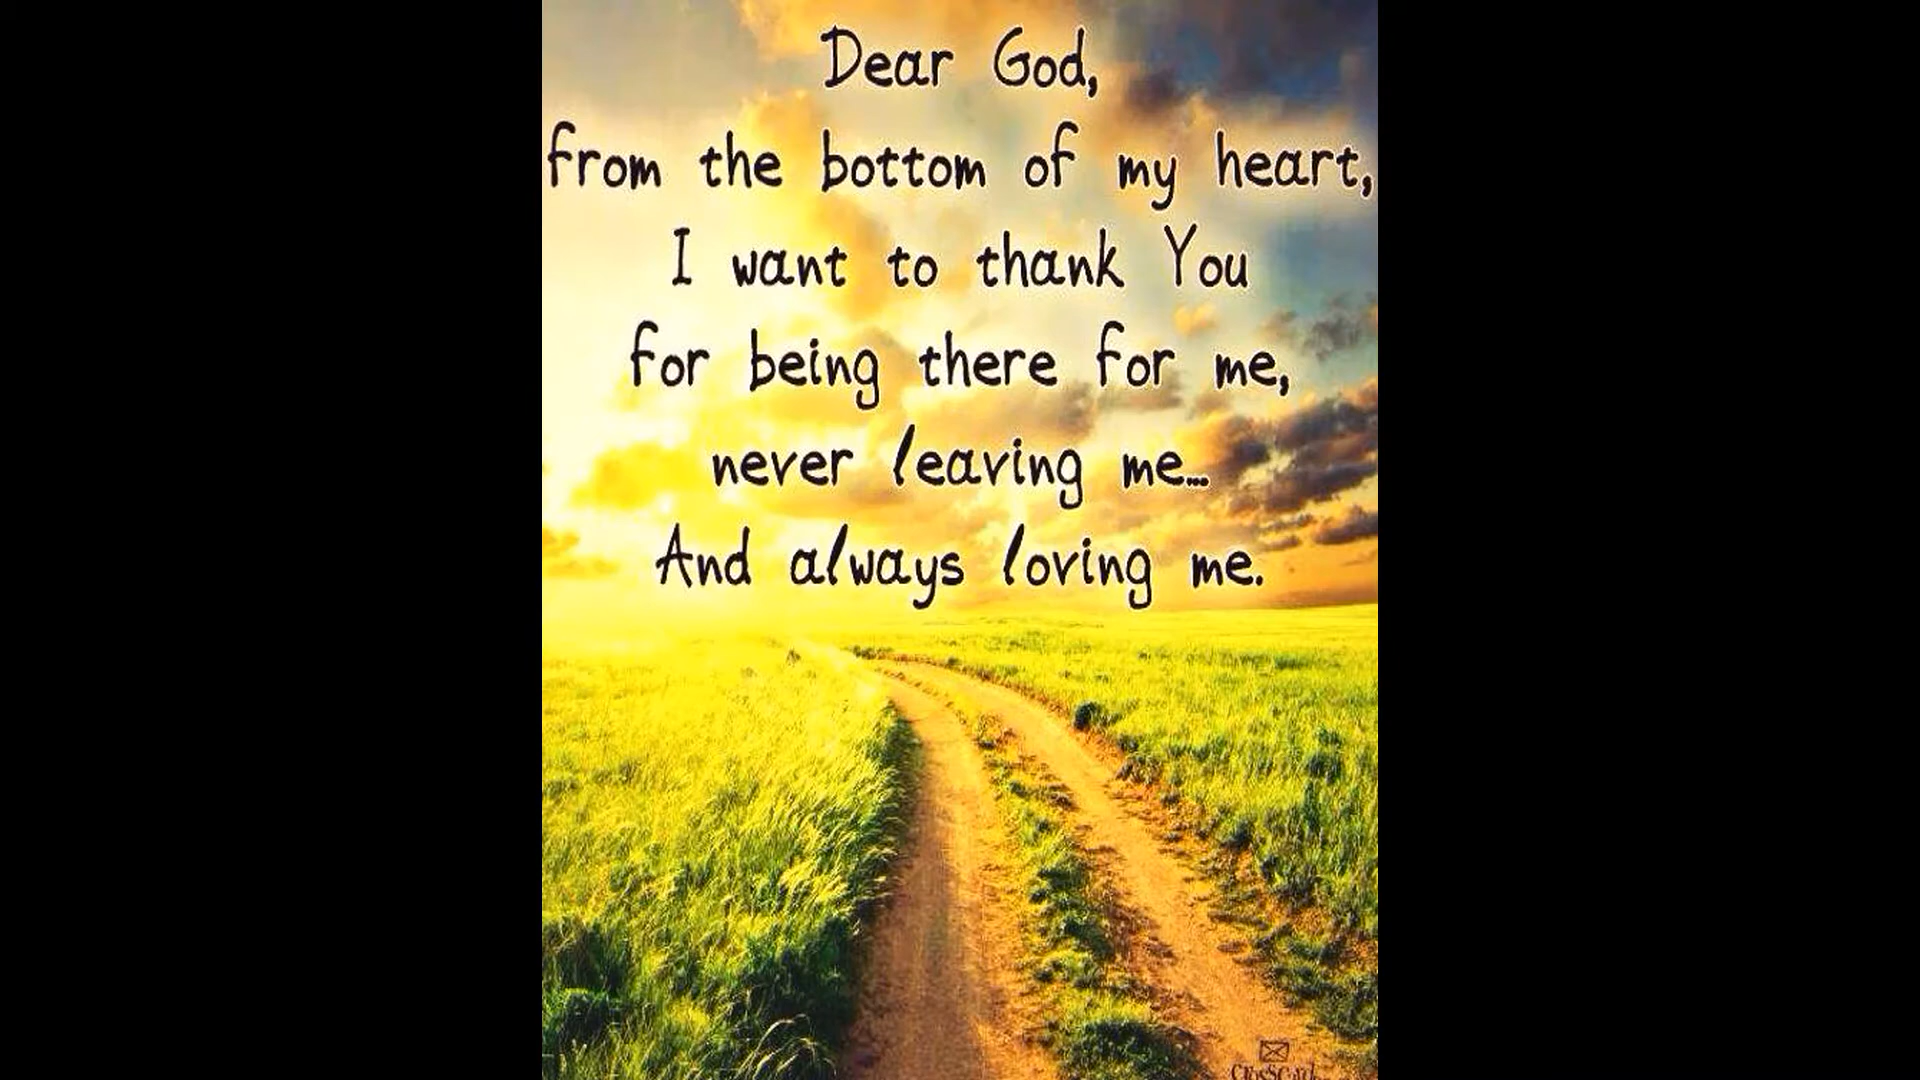 Dear God,
from the bottom of my heart,
I want to thank You
for being there for me,
never leaving me...
And always loving me.